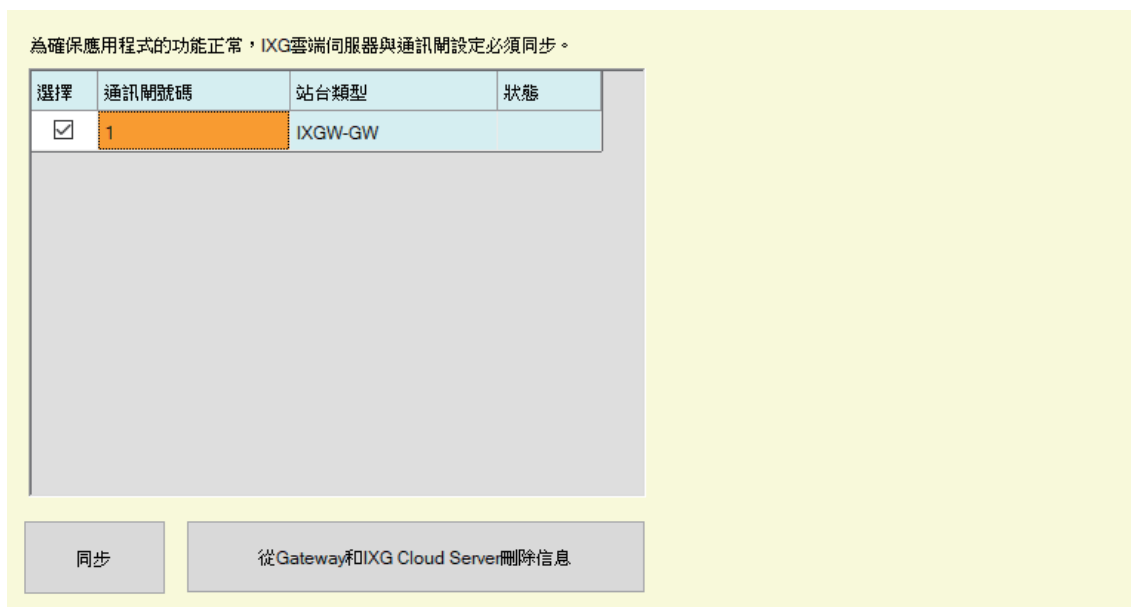 為確保應用程式的功能正常，IXG雲端伺服器與通訊閘設定必須同步。
選擇 通訊閘號碼 站台類型 狀態
1 IXGW-GW
同步 從Gateway和IXG Cloud Server刪除信息